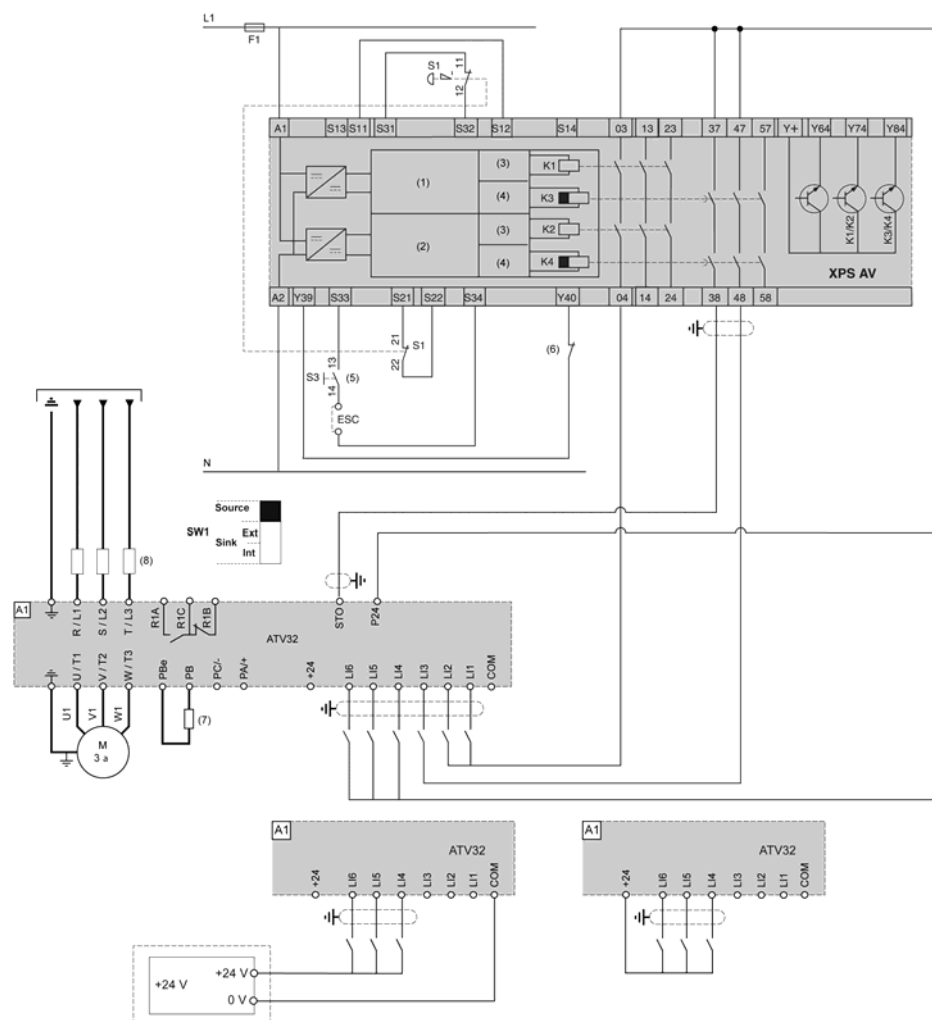 L1
F1
S1
11
12
A1 S13 S11 S31 S32 S12 S14 03 13 23 37 47 57 Y+ Y64 Y74 Y84
(1) (3) K1
(4) K3
(2) (3) K2
(4) K4
K1/K2
K3/K4
XPS AV
A2 Y39 S33 S21 S22 S34 Y40 04 14 24 38 48 58
21
22
S1
13
14
S3
(5)
(6)
ESC
N
Source
SW1
Sink
Ext
Int
(8)
A1
R / L1
S / L2
T / L3
R1A
R1C
R1B
STO
P24
ATV32
U / T1
V / T2
W / T3
PBe
PB
PC/-
PA/+
+24
LI6
LI5
LI4
LI3
LI2
LI1
COM
U1
V1
W1
(7)
M
3 a
A1
ATV32
+24
LI6
LI5
LI4
LI3
LI2
LI1
COM
+24 V
+24 V
0 V
A1
ATV32
+24
LI6
LI5
LI4
LI3
LI2
LI1
COM